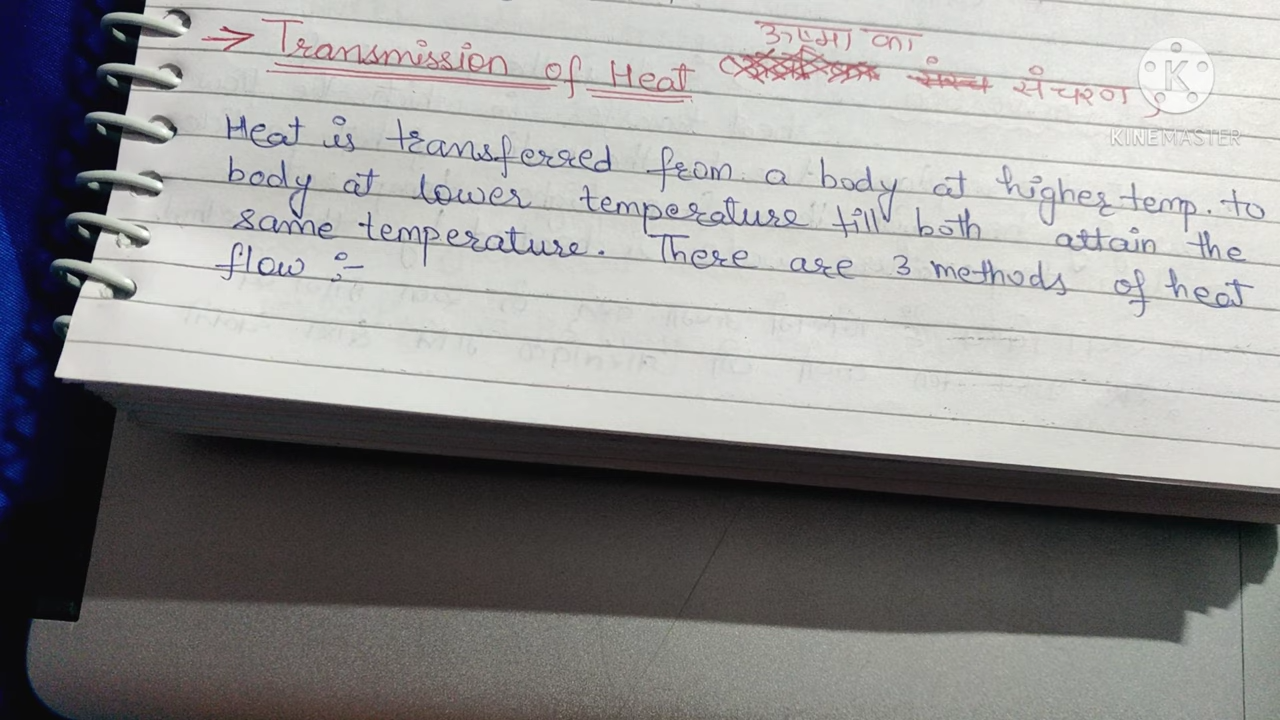 → Transmission of Heat ऊष्मा का संचरण,
Heat is transferred from a body at higher temp. to
body at lower temperature till both attain the
same temperature. There are 3 methods of heat
flow :-
KINEMASTER